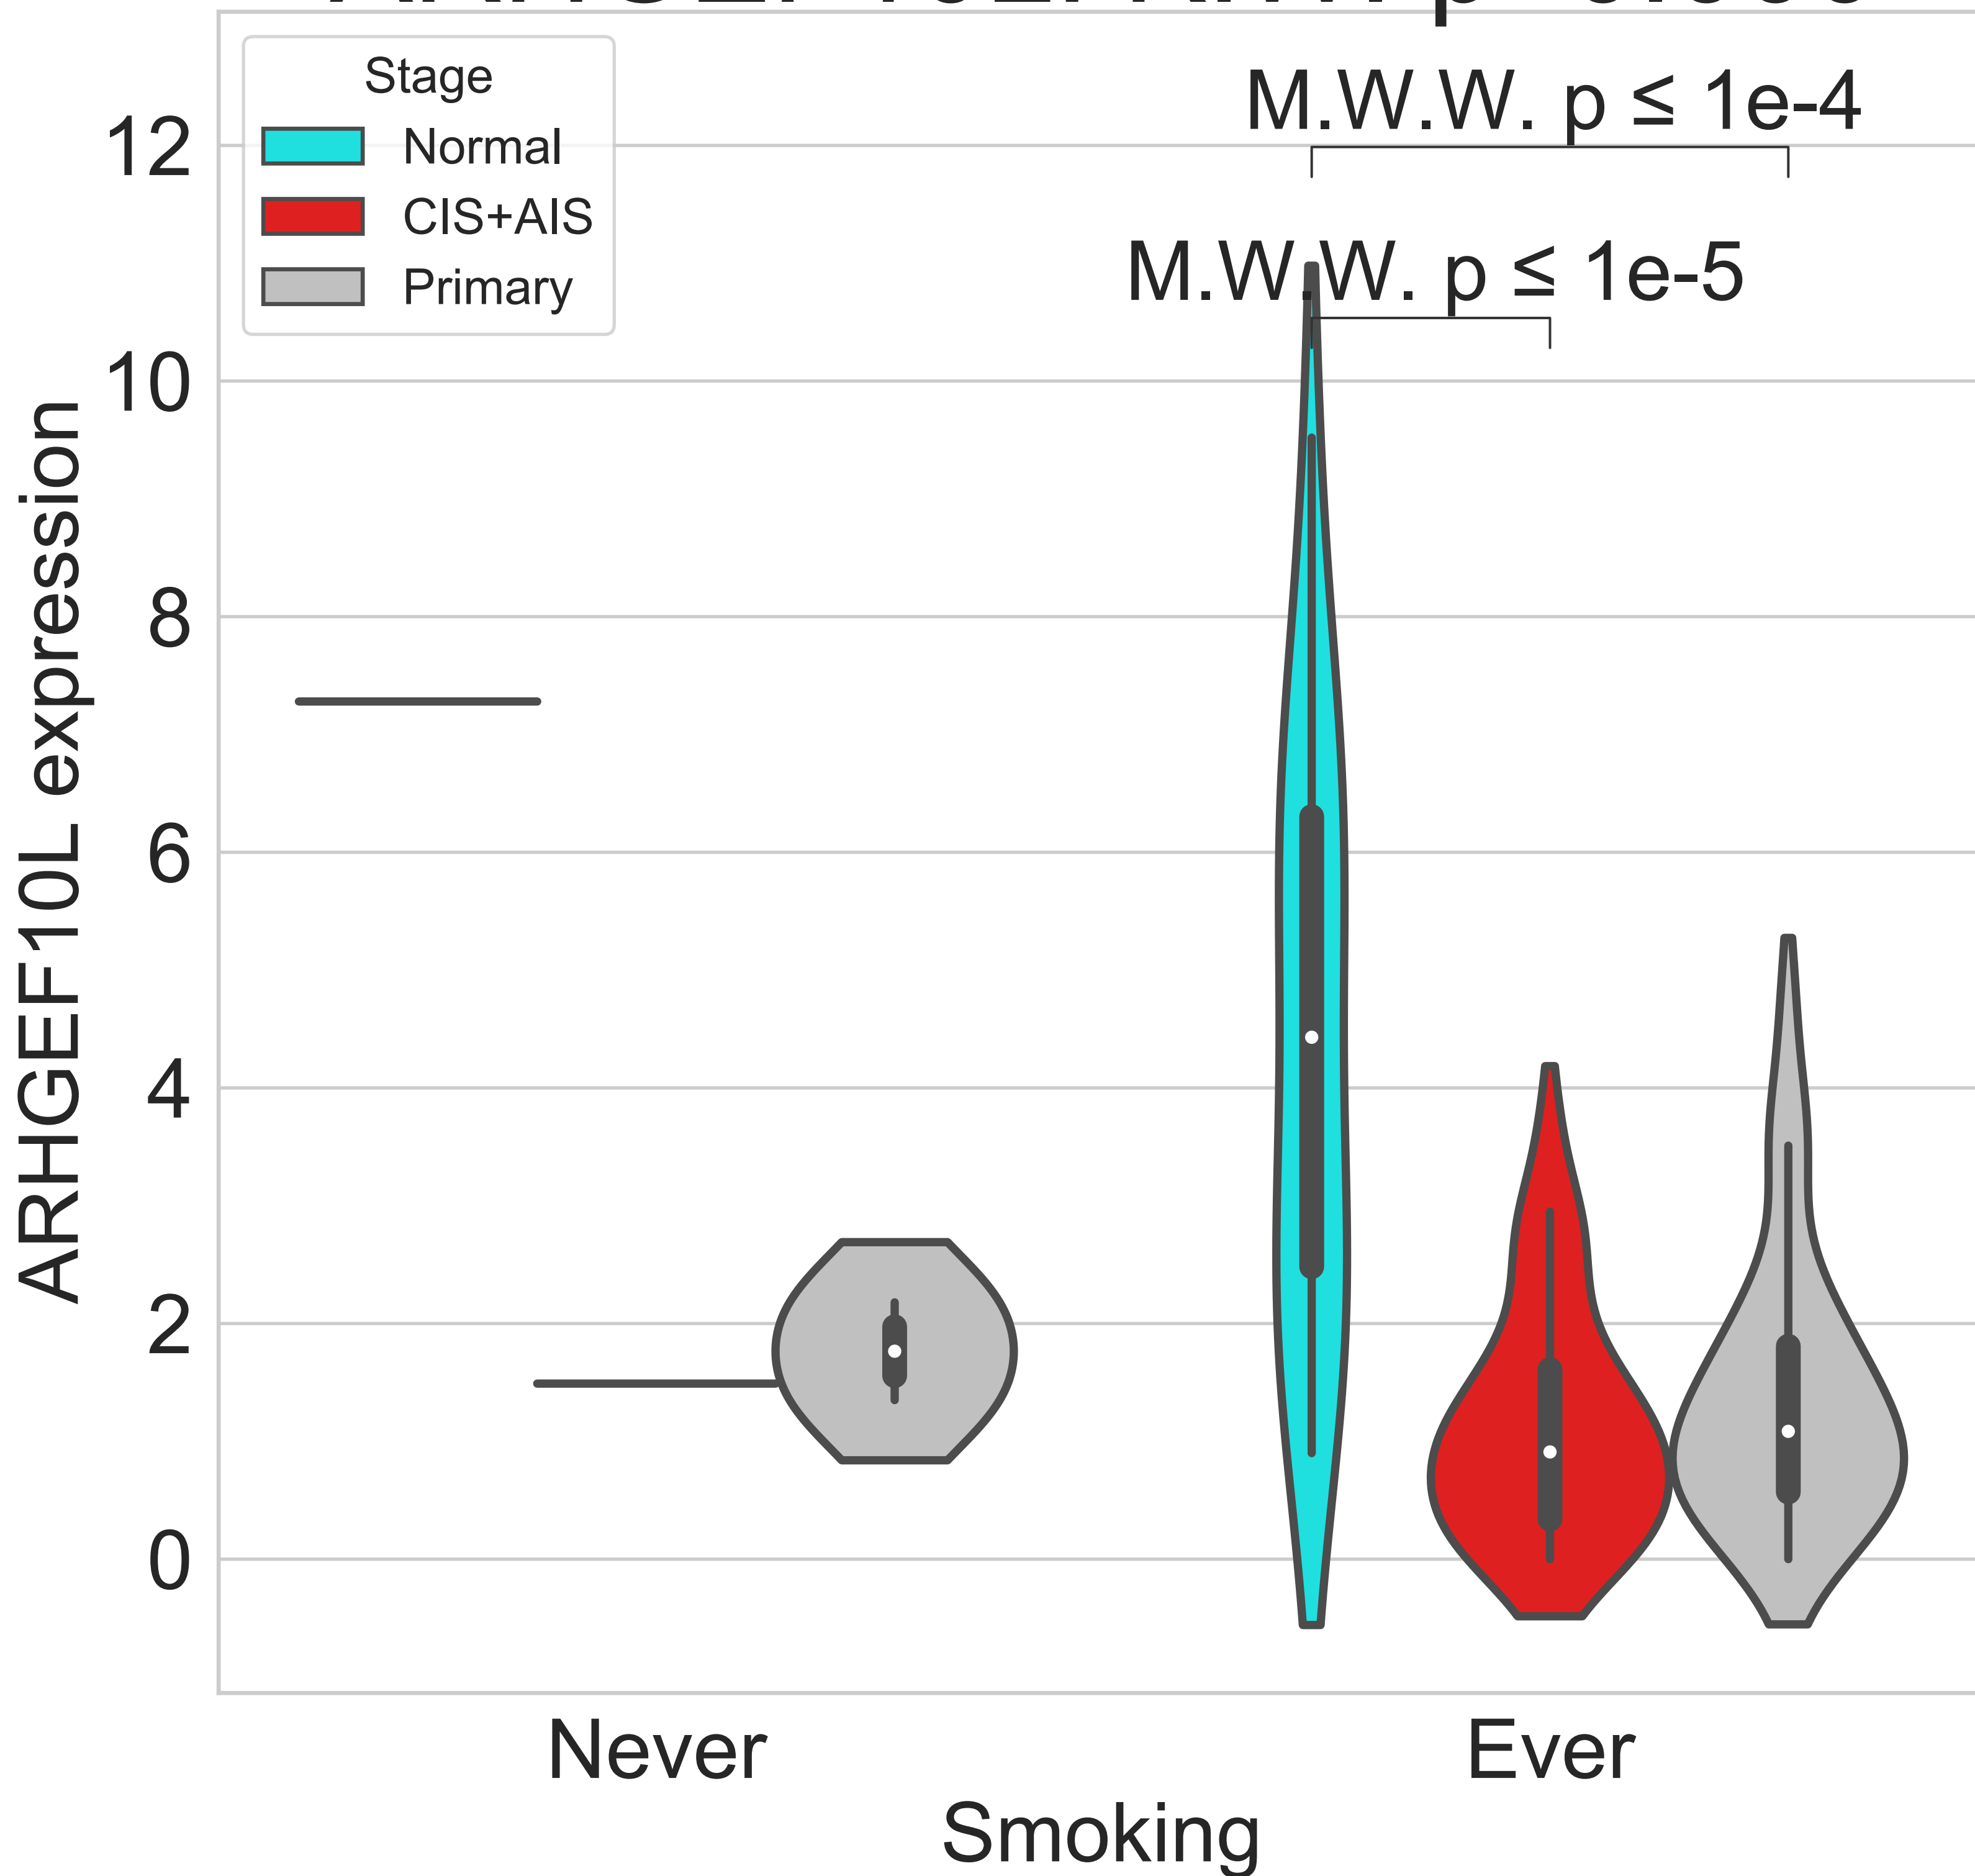 M.W.W. p ≤ 1e-4
M.W.W. p ≤ 1e-5
Stage
Normal
CIS+AIS
Primary
12
10
8
6
4
2
0
ARHGEF10L expression
Never
Ever
Smoking